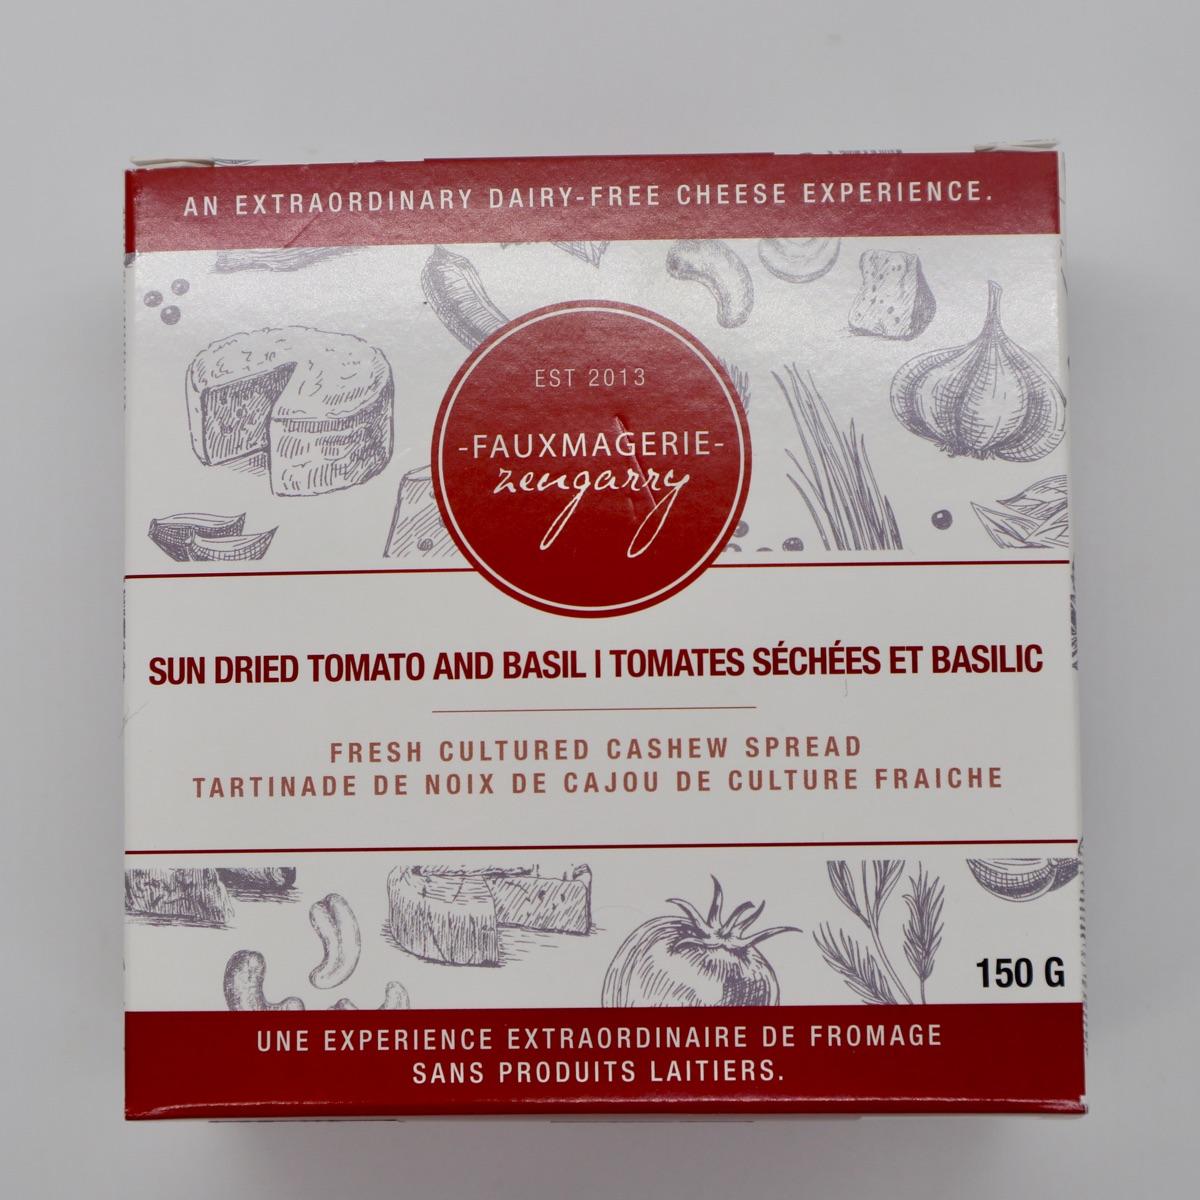 AN EXTRAORDINARY DAIRY-FREE CHEESE EXPERIENCE.
EST 2013
-FAUXMAGERIE-
zengarry
SUN DRIED TOMATO AND BASIL | TOMATES SÉCHÉES ET BASILIC
FRESH CULTURED CASHEW SPREAD
TARTINADE DE NOIX DE CAJOU DE CULTURE FRAICHE
150 G
UNE EXPERIENCE EXTRAORDINAIRE DE FROMAGE
SANS PRODUITS LAITIERS.